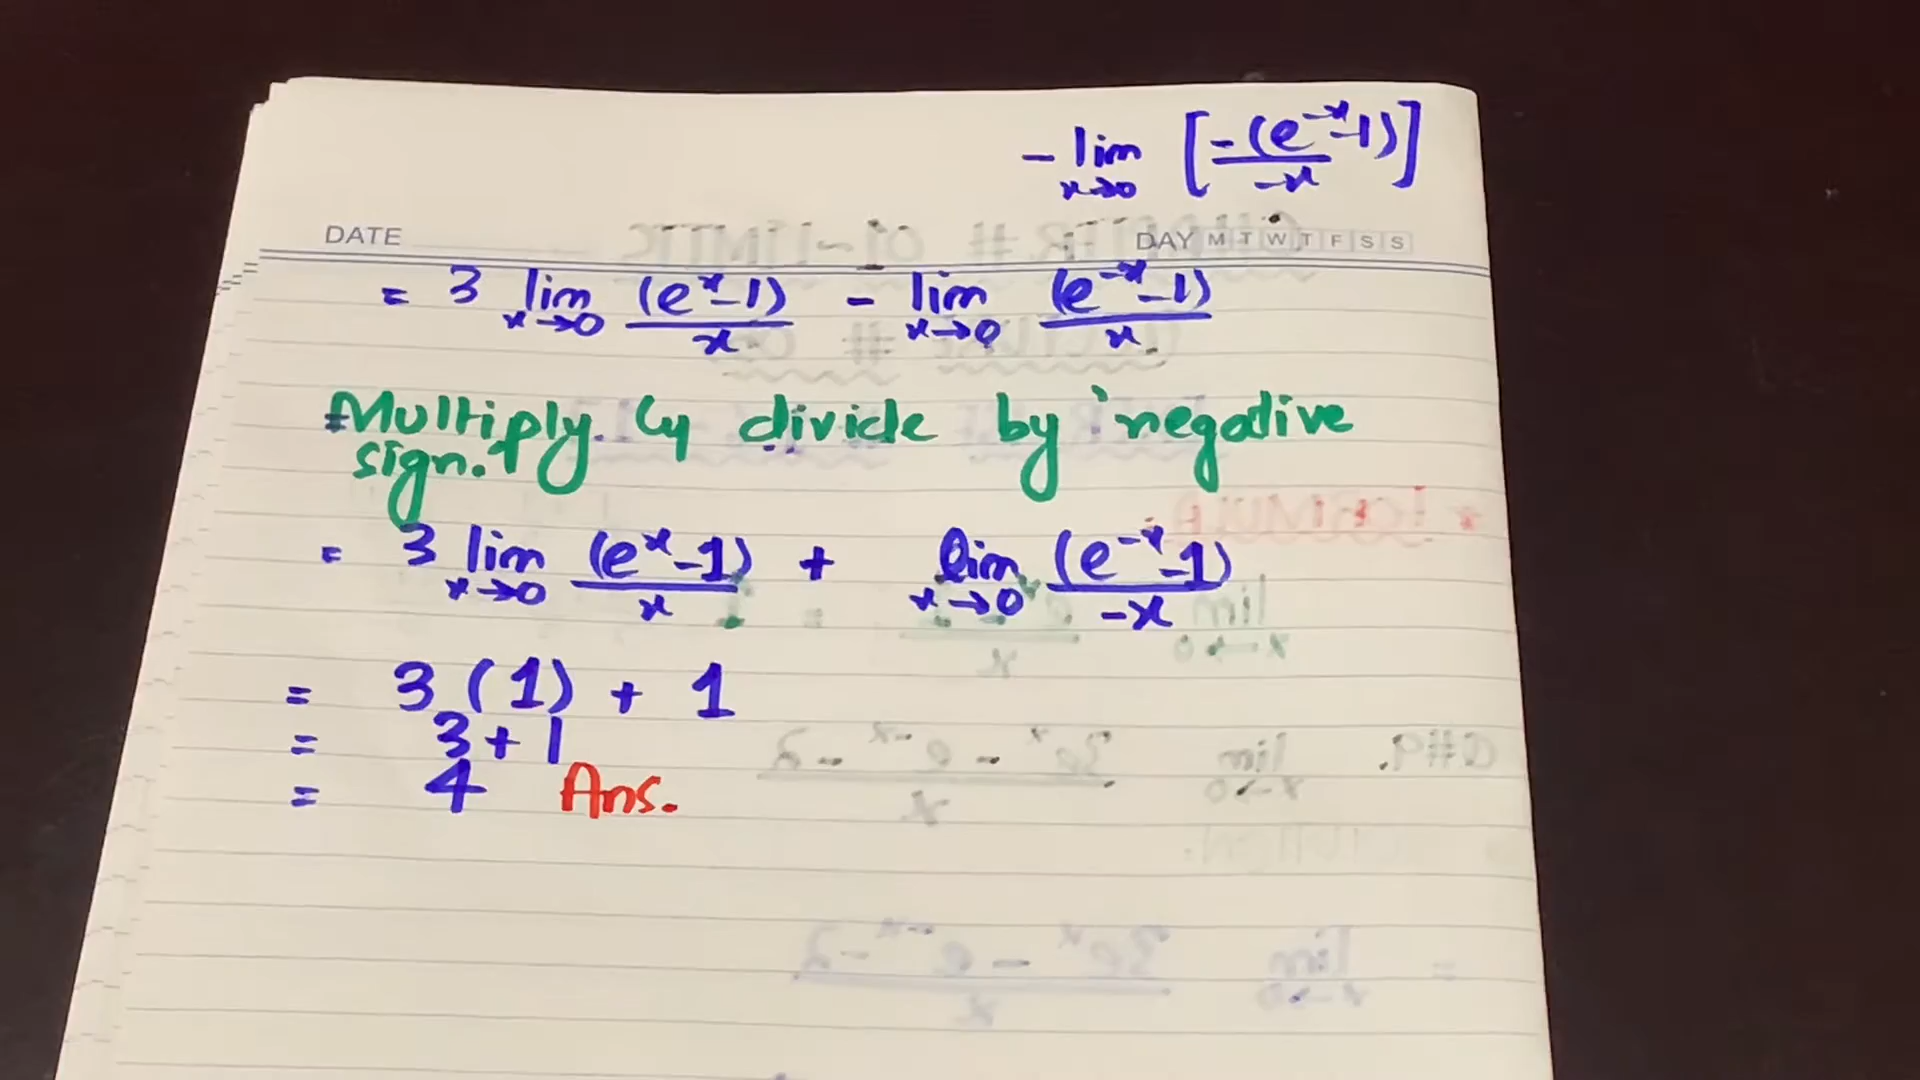 - lim x→0 [-(e^-x -1)/-x]
DATE DAY M T W T F S S
= 3 lim x→0 (e^x-1)/x - lim x→0 (e^-x-1)/x
Multiply & divide by negative
sign.
= 3 lim x→0 (e^x-1)/x + lim x→0 (e^-x-1)/-x
= 3 (1) + 1
= 3+1
= 4 Ans.